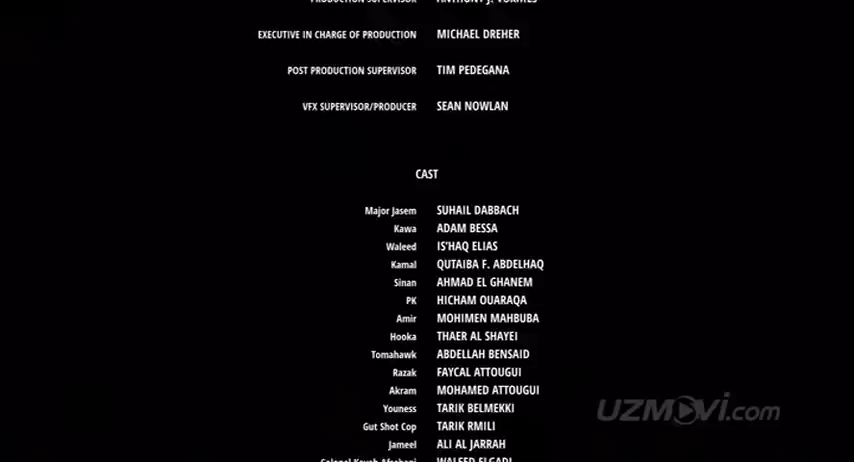 EXECUTIVE IN CHARGE OF PRODUCTION MICHAEL DREHER
POST PRODUCTION SUPERVISOR TIM PEDEGANA
VFX SUPERVISOR/PRODUCER SEAN NOWLAN
CAST
Major Jasem SUHAIL DABBACH
Kawa ADAM BESSA
Waleed IS'HAQ ELIAS
Kamal QUTAIBA F. ABDELHAQ
Sinan AHMAD EL GHANEM
PK HICHAM OUARAQA
Amir MOHIMEN MAHBUBA
Hooka THAER AL SHAYEI
Tomahawk ABDELLAH BENSAID
Razak FAYCAL ATTOUGUI
Akram MOHAMED ATTOUGUI
Youness TARIK BELMEKKI
Gut Shot Cop TARIK RMILI
Jameel ALI AL JARRAH
UZMOVi.com